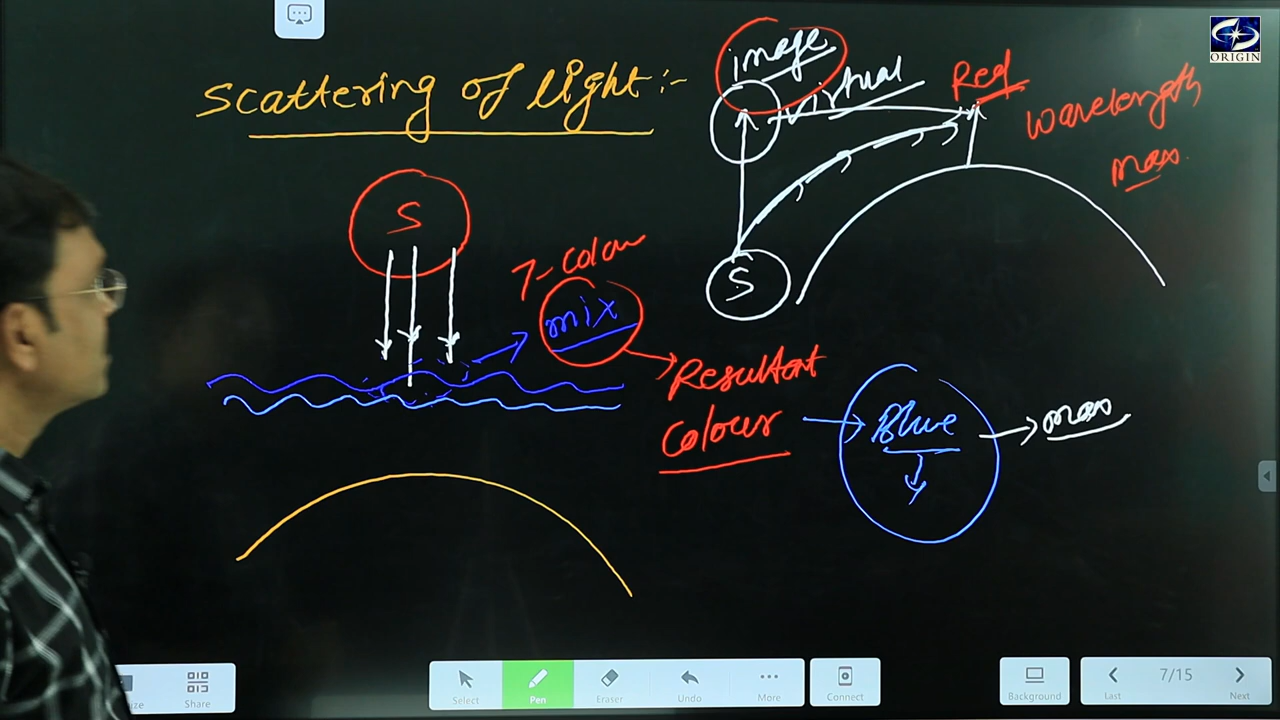 ORIGIN
Scattering of light :-
image
virtual
Red
wavelength
max.
S
7-colour
mix
S
Resultant
colour
Blue
max
Select
Pen
Eraser
Undo
More
Connect
Background
Last
7/15
Next
Share